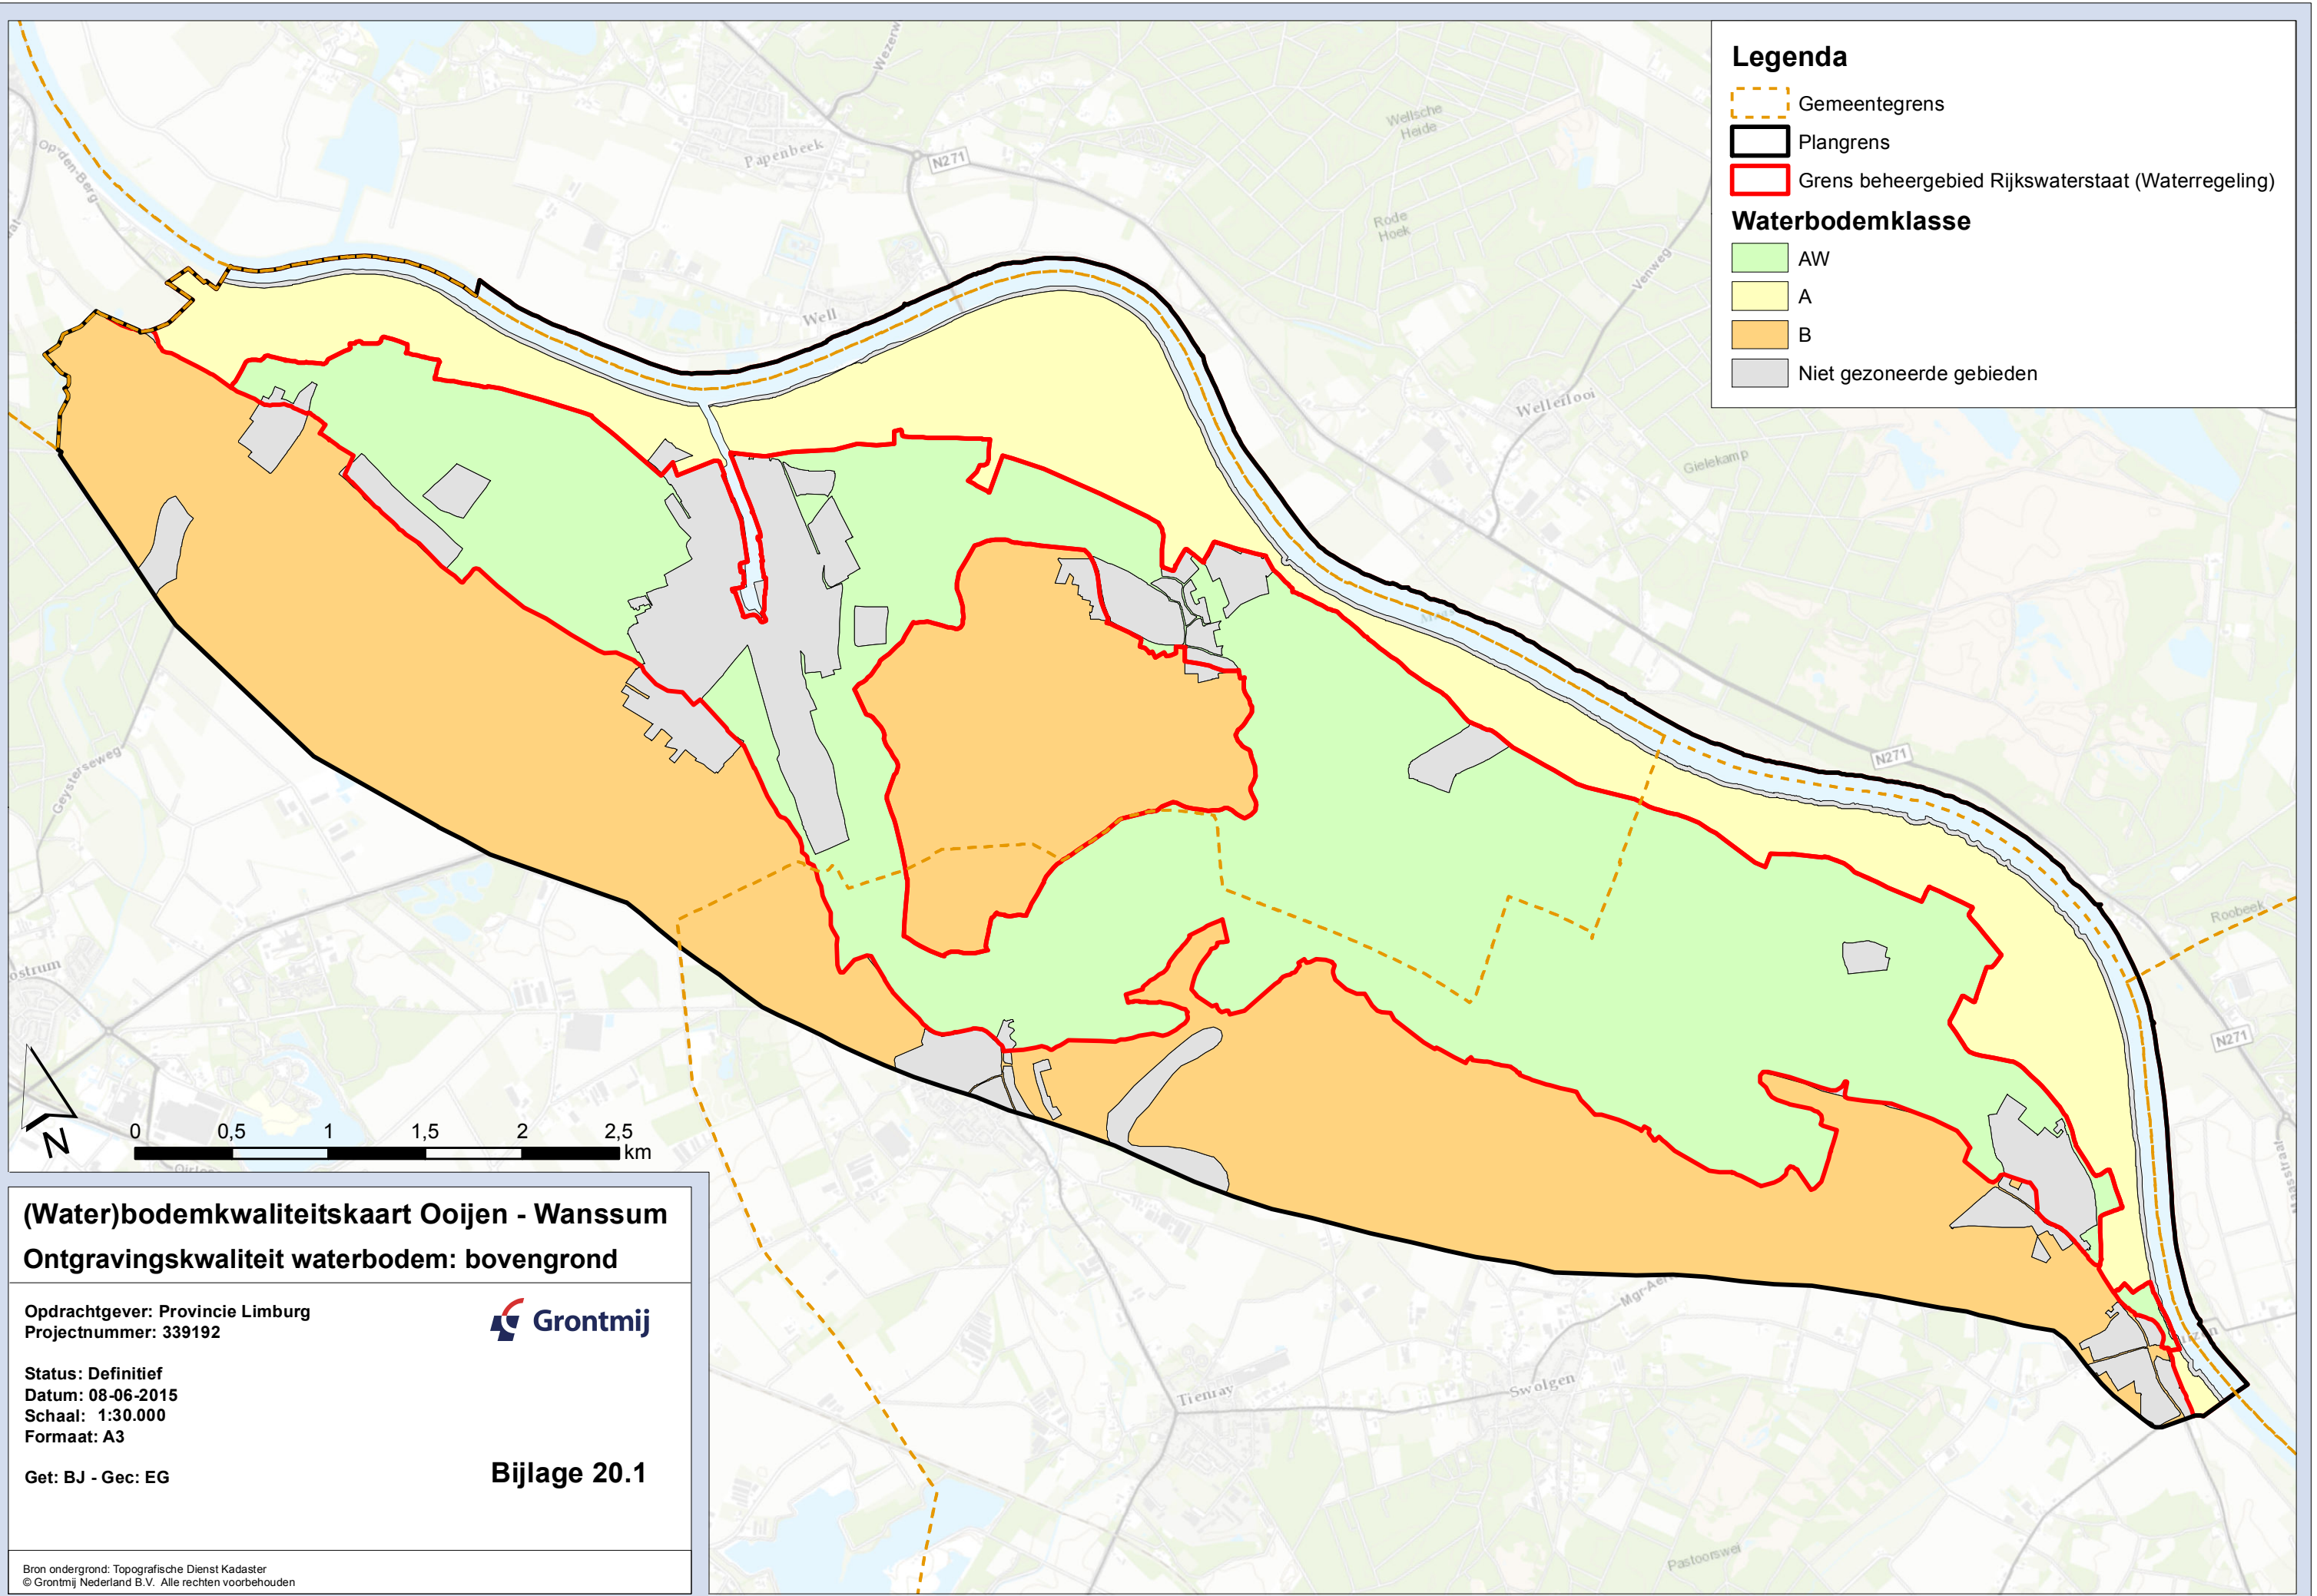 Legenda
Gemeentegrens
Plangrens
Grens beheergebied Rijkswaterstaat (Waterregeling)
Waterbodemklasse
AW
A
B
Niet gezoneerde gebieden
Papenbeek
N271
Wellsche
Heide
Rode
Hoek
Venweg
Op-den-Berg
Well
Wellerlooi
Gielekamp
N271
Geysterseweg
Roobeek
N271
ostrum
Tienray
Swolgen
N
0 0,5 1 1,5 2 2,5
km
(Water)bodemkwaliteitskaart Ooijen - Wanssum
Ontgravingskwaliteit waterbodem: bovengrond
Opdrachtgever: Provincie Limburg
Projectnummer: 339192
Grontmij
Status: Definitief
Datum: 08-06-2015
Schaal: 1:30.000
Formaat: A3
Get: BJ - Gec: EG
Bijlage 20.1
Bron ondergrond: Topografische Dienst Kadaster
© Grontmij Nederland B.V. Alle rechten voorbehouden